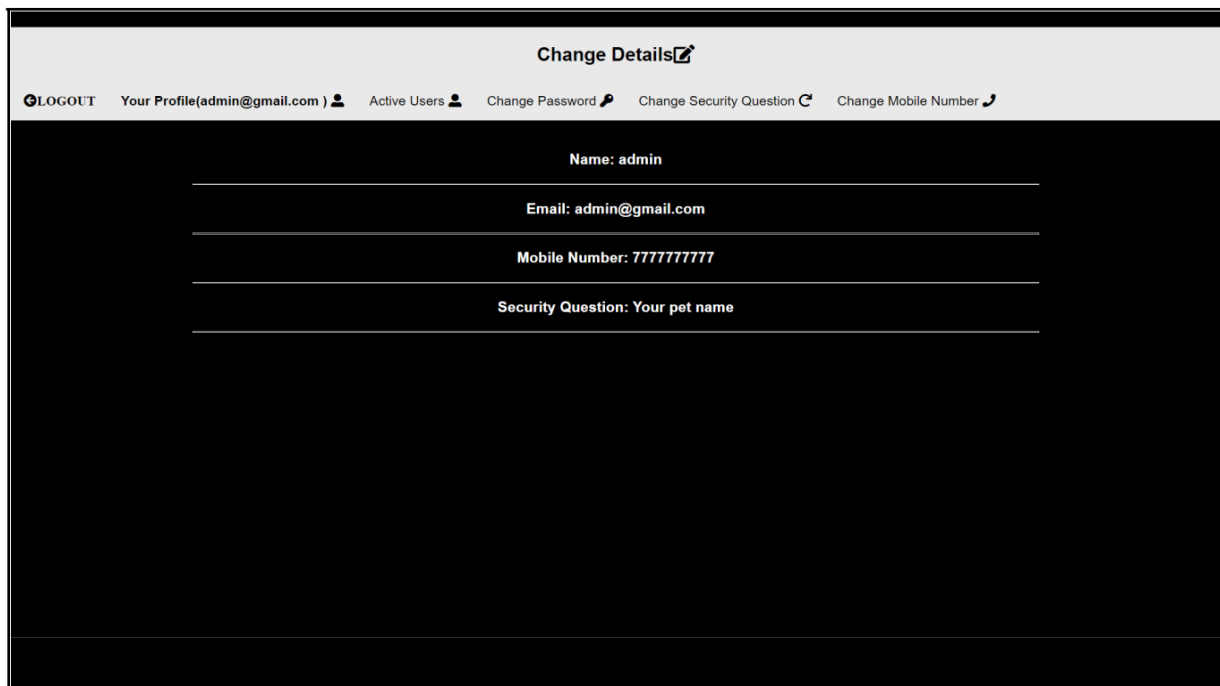 Change Details
LOGOUT Your Profile(admin@gmail.com ) Active Users Change Password Change Security Question Change Mobile Number
Name: admin
Email: admin@gmail.com
Mobile Number: 7777777777
Security Question: Your pet name